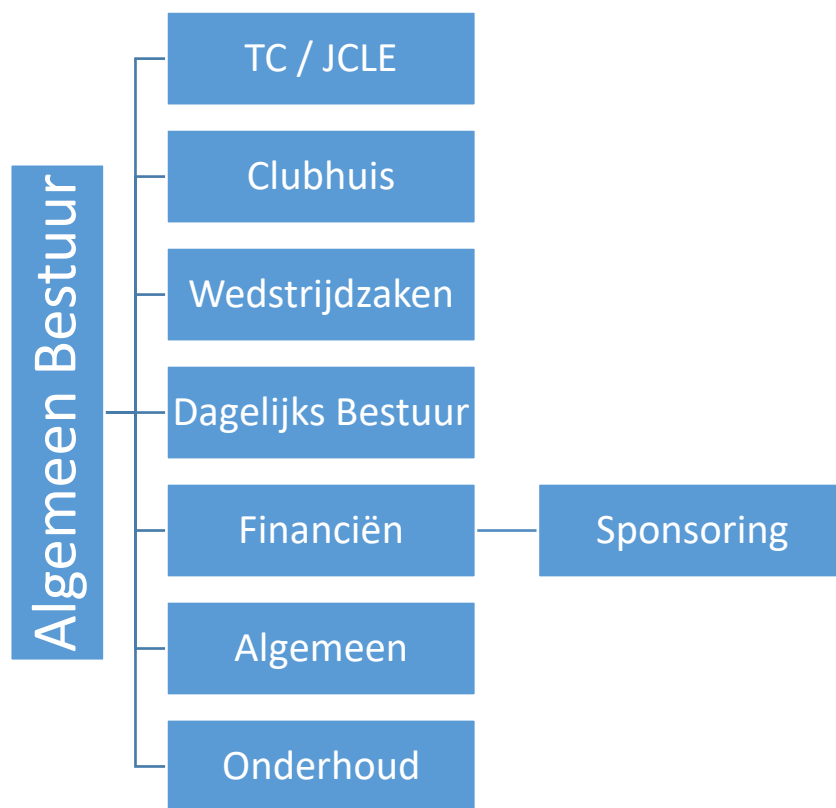 Algemeen Bestuur
TC / JCLE
Clubhuis
Wedstrijdzaken
Dagelijks Bestuur
Financiën
Sponsoring
Algemeen
Onderhoud